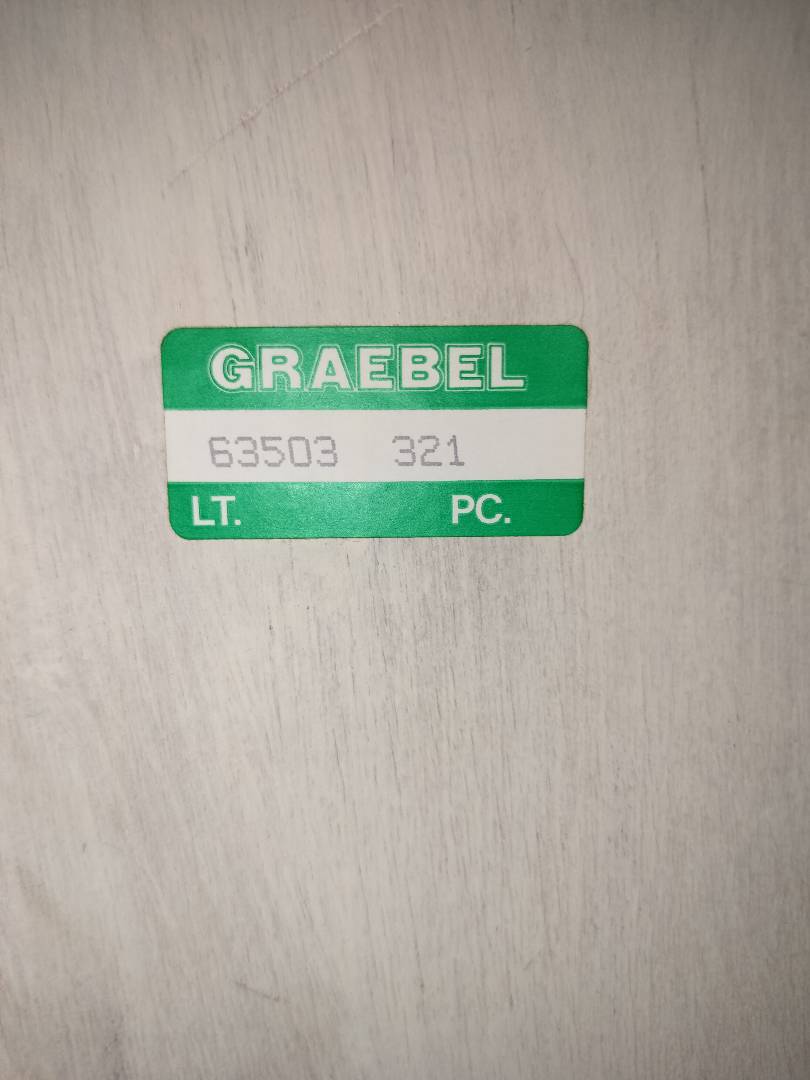 GRAEBEL
63503 321
LT. PC.